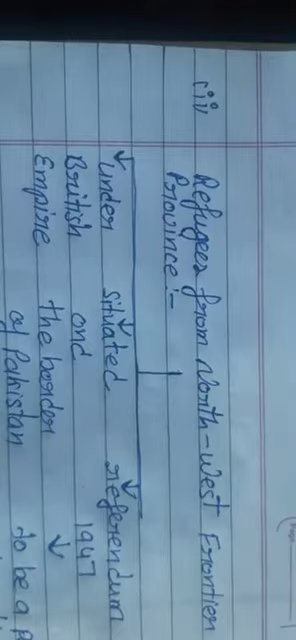 (ii) Refugees from North-West Frontier
Province:-
↓ under ↓ situated ↓ referendum
British ond 1947
Empire the border ↓
of Pakistan to be a